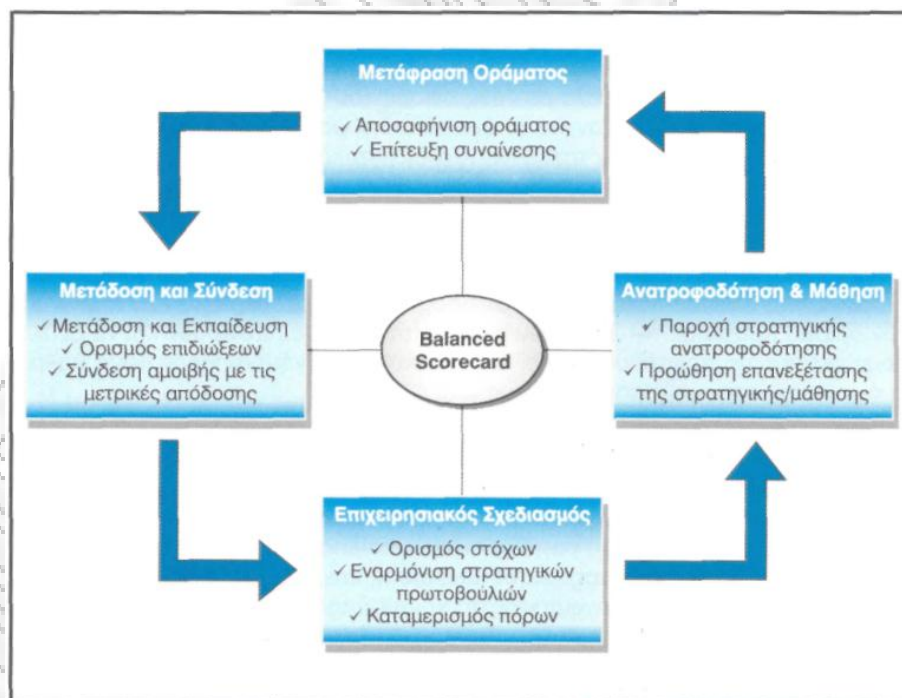 Μετάφραση Οράματος
✓ Αποσαφήνιση οράματος
✓ Επίτευξη συναίνεσης
Μετάδοση και Σύνδεση
✓ Μετάδοση και Εκπαίδευση
✓ Ορισμός επιδιώξεων
✓ Σύνδεση αμοιβής με τις
μετρικές απόδοσης
Balanced
Scorecard
Ανατροφοδότηση & Μάθηση
✓ Παροχή στρατηγικής
ανατροφοδότησης
✓ Προώθηση επανεξέτασης
της στρατηγικής/μάθησης
Επιχειρησιακός Σχεδιασμός
✓ Ορισμός στόχων
✓ Εναρμόνιση στρατηγικών
πρωτοβουλιών
✓ Καταμερισμός πόρων